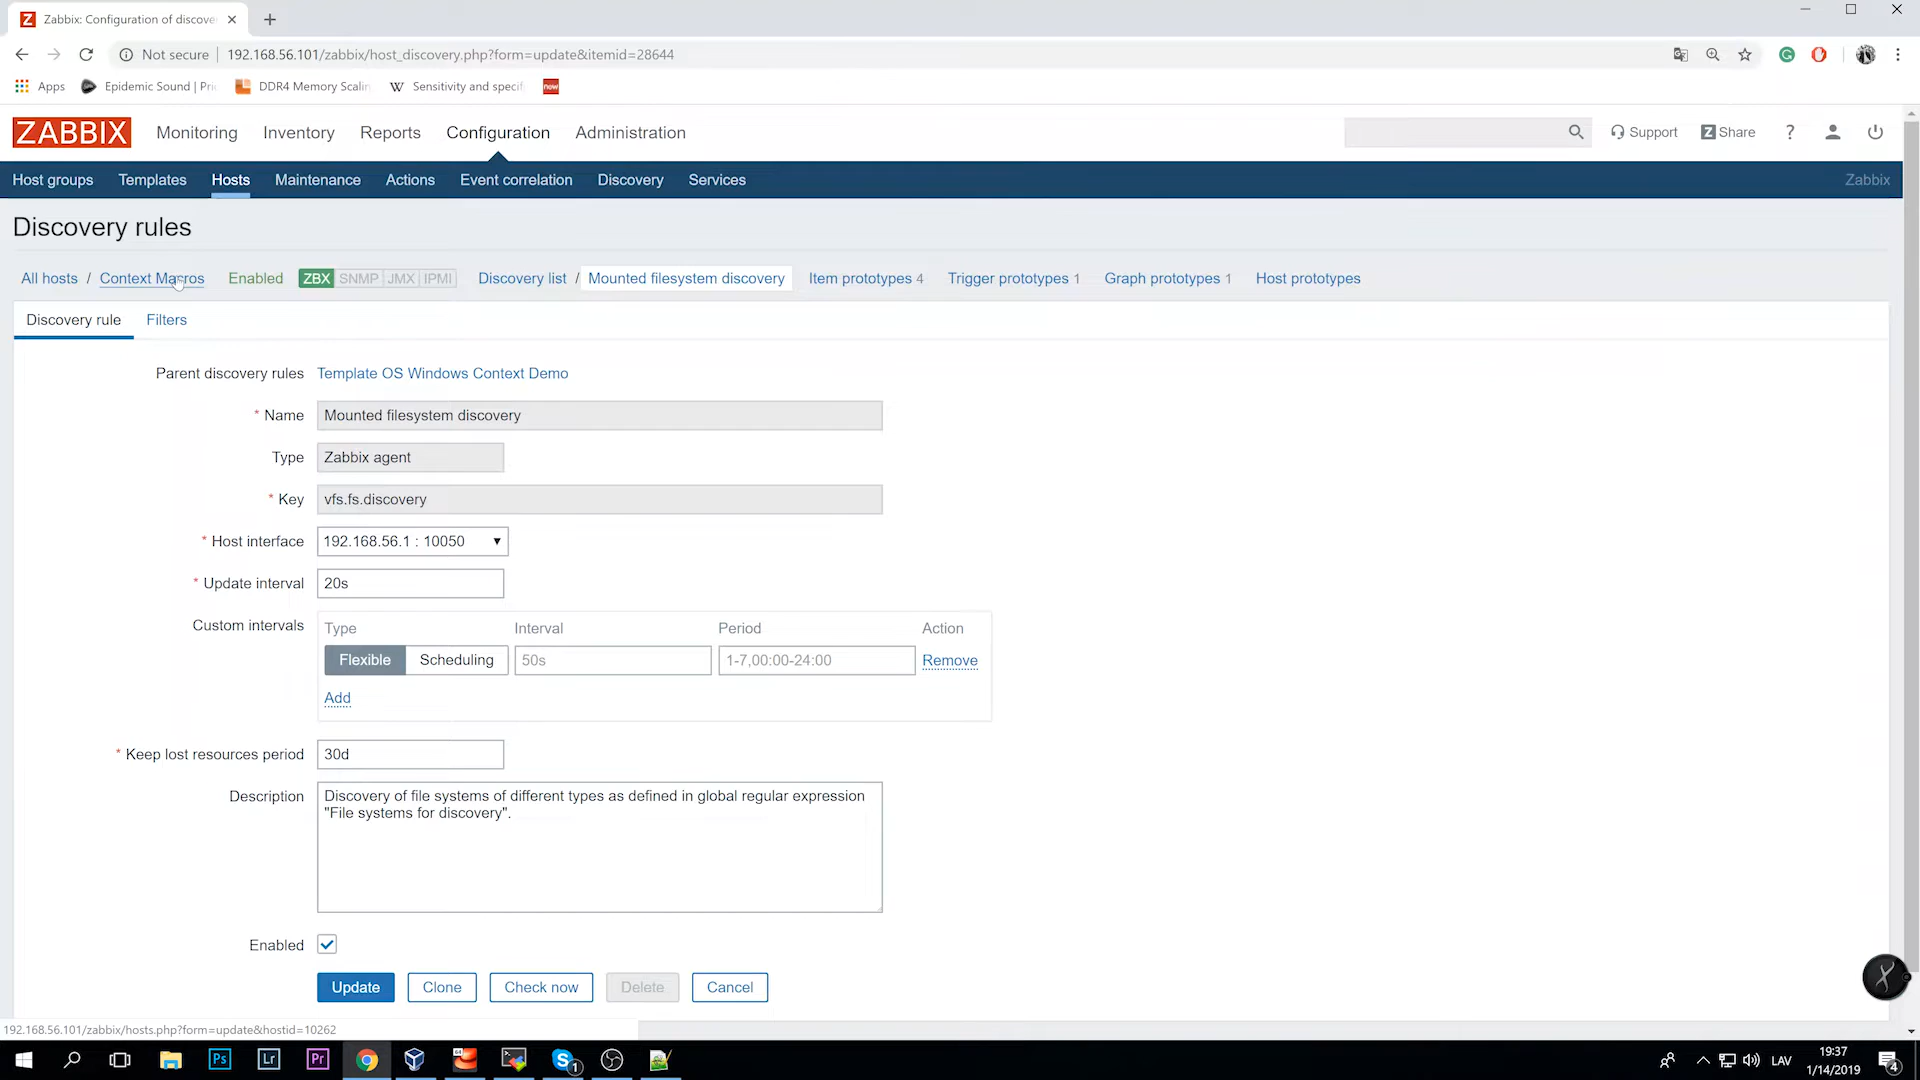 Zabbix: Configuration of discove
Not secure
192.168.56.101/zabbix/host_discovery.php?form=update&itemid=28644
Apps
Epidemic Sound | Pri
DDR4 Memory Scalin
W
Sensitivity and specif
now
ZABBIX
Monitoring
Inventory
Reports
Configuration
Administration
Support
Z Share
?
Host groups
Templates
Hosts
Maintenance
Actions
Event correlation
Discovery
Services
Zabbix
Discovery rules
All hosts / Context Macros
Enabled
ZBX SNMP JMX IPMI
Discovery list / Mounted filesystem discovery
Item prototypes 4
Trigger prototypes 1
Graph prototypes 1
Host prototypes
Discovery rule
Filters
Parent discovery rules
Template OS Windows Context Demo
* Name
Mounted filesystem discovery
Type
Zabbix agent
* Key
vfs.fs.discovery
* Host interface
192.168.56.1 : 10050
* Update interval
20s
Custom intervals
Type
Interval
Period
Action
Flexible
Scheduling
50s
1-7,00:00-24:00
Remove
Add
* Keep lost resources period
30d
Description
Discovery of file systems of different types as defined in global regular expression
"File systems for discovery".
Enabled
Update
Clone
Check now
Delete
Cancel
192.168.56.101/zabbix/hosts.php?form=update&hostid=10262
Ps
Lr
Pr
S
1
LAV
19:37
1/14/2019
4